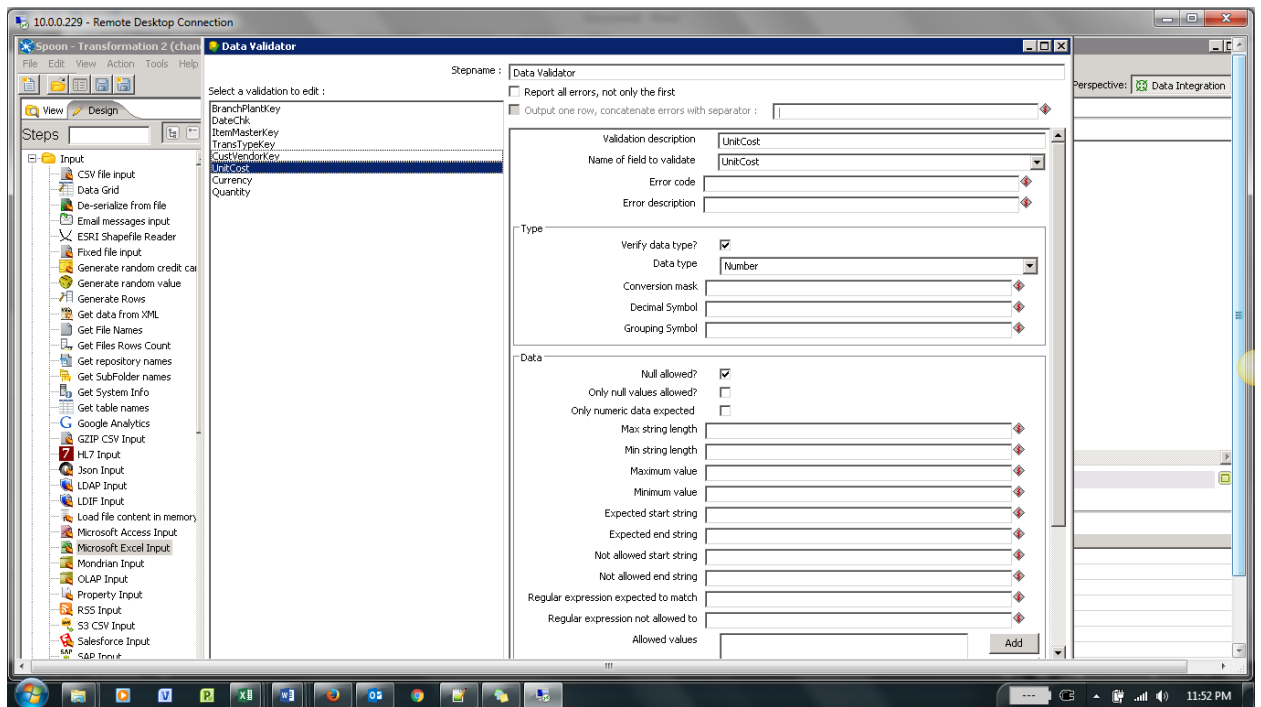 10.0.0.229 - Remote Desktop Connection
Spoon - Transformation 2 (chan
Data Validator
File Edit View Action Tools Help
Stepname :
Data Validator
Perspective:
Data Integration
Select a validation to edit :
Report all errors, not only the first
Output one row, concatenate errors with separator :
View
Design
Steps
BranchPlantKey
DateChk
ItemMasterKey
TransTypeKey
CustVendorKey
UnitCost
Currency
Quantity
Input
CSV file input
Data Grid
De-serialize from file
Email messages input
ESRI Shapefile Reader
Fixed file input
Generate random credit car
Generate random value
Generate Rows
Get data from XML
Get File Names
Get Files Rows Count
Get repository names
Get SubFolder names
Get System Info
Get table names
Google Analytics
GZIP CSV Input
HL7 Input
Json Input
LDAP Input
LDIF Input
Load file content in memory
Microsoft Access Input
Microsoft Excel Input
Mondrian Input
OLAP Input
Property Input
RSS Input
S3 CSV Input
Salesforce Input
SAP Input
Validation description
UnitCost
Name of field to validate
UnitCost
Error code
Error description
Type
Verify data type?
Data type
Number
Conversion mask
Decimal Symbol
Grouping Symbol
Data
Null allowed?
Only null values allowed?
Only numeric data expected
Max string length
Min string length
Maximum value
Minimum value
Expected start string
Expected end string
Not allowed start string
Not allowed end string
Regular expression expected to match
Regular expression not allowed to
Allowed values
Add
11:52 PM